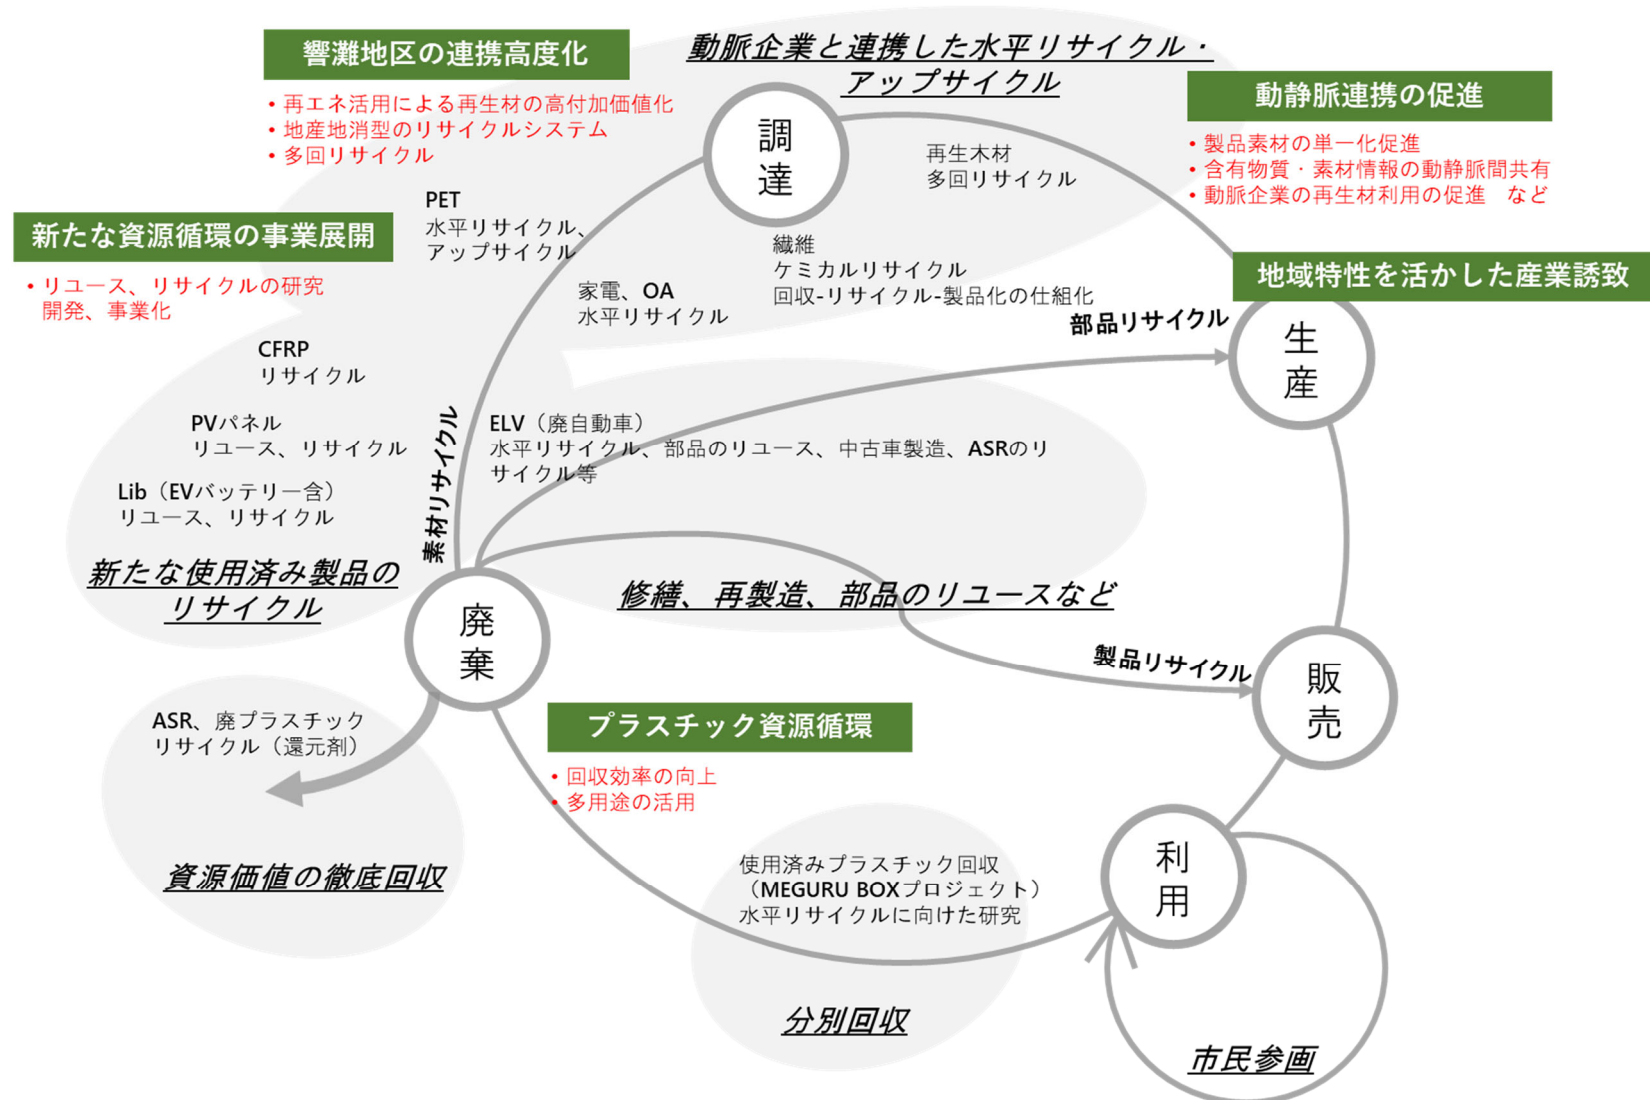 響灘地区の連携高度化
• 再エネ活用による再生材の高付加価値化
• 地産地消型のリサイクルシステム
• 多回リサイクル
動脈企業と連携した水平リサイクル・
アップサイクル
動静脈連携の促進
• 製品素材の単一化促進
• 含有物質・素材情報の動静脈間共有
• 動脈企業の再生材利用の促進　など
調
達
再生木材
多回リサイクル
PET
水平リサイクル、
アップサイクル
新たな資源循環の事業展開
• リユース、リサイクルの研究
開発、事業化
繊維
ケミカルリサイクル
回収-リサイクル-製品化の仕組化
地域特性を活かした産業誘致
家電、OA
水平リサイクル
部品リサイクル
生
産
CFRP
リサイクル
PVパネル
リユース、リサイクル
Lib（EVバッテリー含）
リユース、リサイクル
素材リサイクル
ELV（廃自動車）
水平リサイクル、部品のリユース、中古車製造、ASRのリ
サイクル等
新たな使用済み製品の
リサイクル
修繕、再製造、部品のリユースなど
廃
棄
製品リサイクル
販
売
ASR、廃プラスチック
リサイクル（還元剤）
プラスチック資源循環
• 回収効率の向上
• 多用途の活用
資源価値の徹底回収
使用済みプラスチック回収
（MEGURU BOXプロジェクト）
水平リサイクルに向けた研究
利
用
分別回収
市民参画